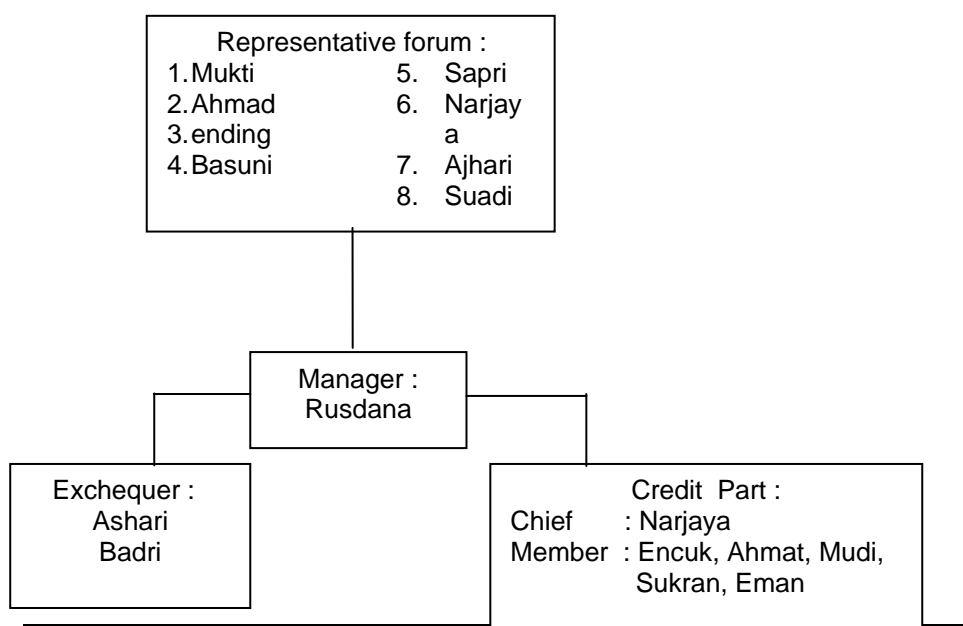 Representative forum :
1.Mukti
2.Ahmad
3.ending
4.Basuni
5. Sapri
6. Narjay
a
7. Ajhari
8. Suadi
Manager :
Rusdana
Exchequer :
Ashari
Badri
Credit Part :
Chief : Narjaya
Member : Encuk, Ahmat, Mudi,
Sukran, Eman